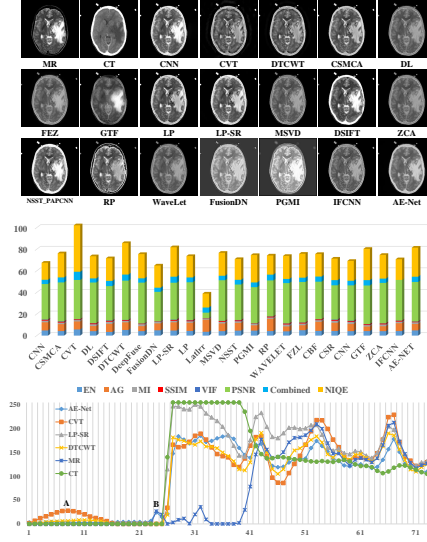 MR CT CNN CVT DTCWT CSMCA DL
FEZ GTF LP LP-SR MSVD DSIFT ZCA
NSST_PAPCNN RP WaveLet FusionDN PGMI IFCNN AE-Net
100
80
60
40
20
0
CNN CSMCA CVT DL DSIFT DTCWT DeepFuse FusionDN LP-SR LP LatLrr MSVD NSST PGMI RP WAVELET FZL CBF CSR CNN GTF ZCA IFCNN AE-NET
EN AG MI SSIM VIF PSNR Combined NIQE
250
200
150
100
50
0
AE-Net
CVT
LP-SR
DTCWT
MR
CT
A B
1 11 21 31 41 51 61 71